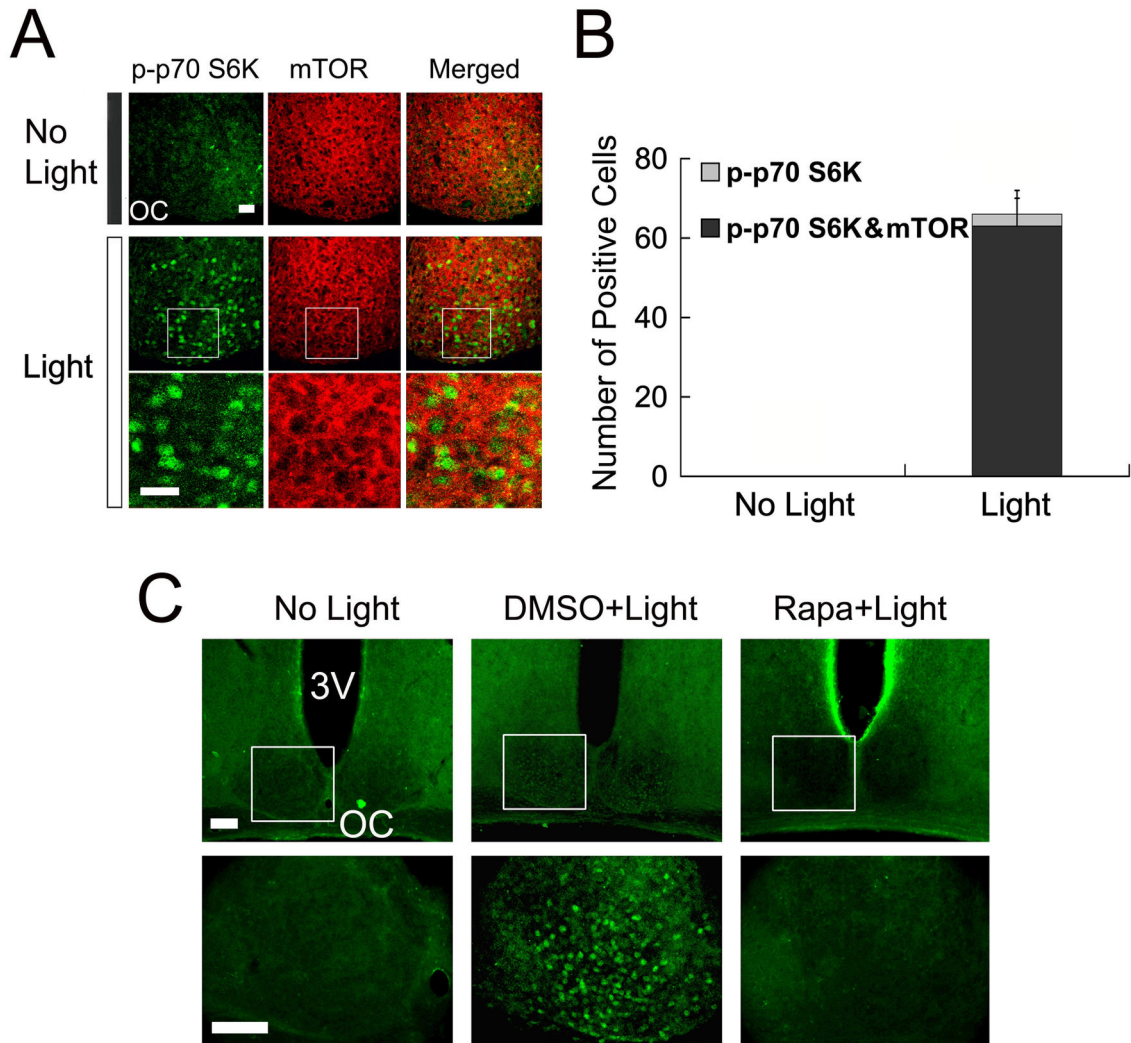 A
p-p70 S6K
mTOR
Merged
No
Light
OC
Light
B
Number of Positive Cells
80
60
40
20
0
p-p70 S6K
p-p70 S6K&mTOR
No Light
Light
C
No Light
DMSO+Light
Rapa+Light
3V
OC